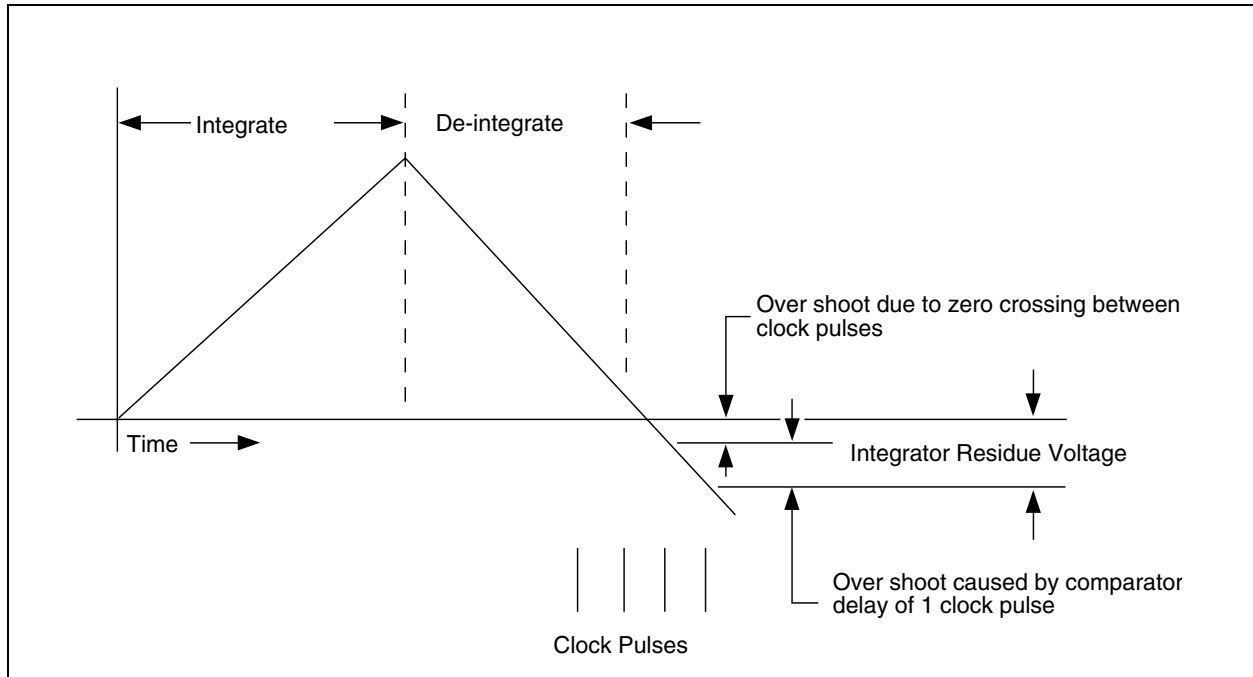 Integrate
De-integrate
Over shoot due to zero crossing between
clock pulses
Time
Integrator Residue Voltage
Over shoot caused by comparator
delay of 1 clock pulse
Clock Pulses